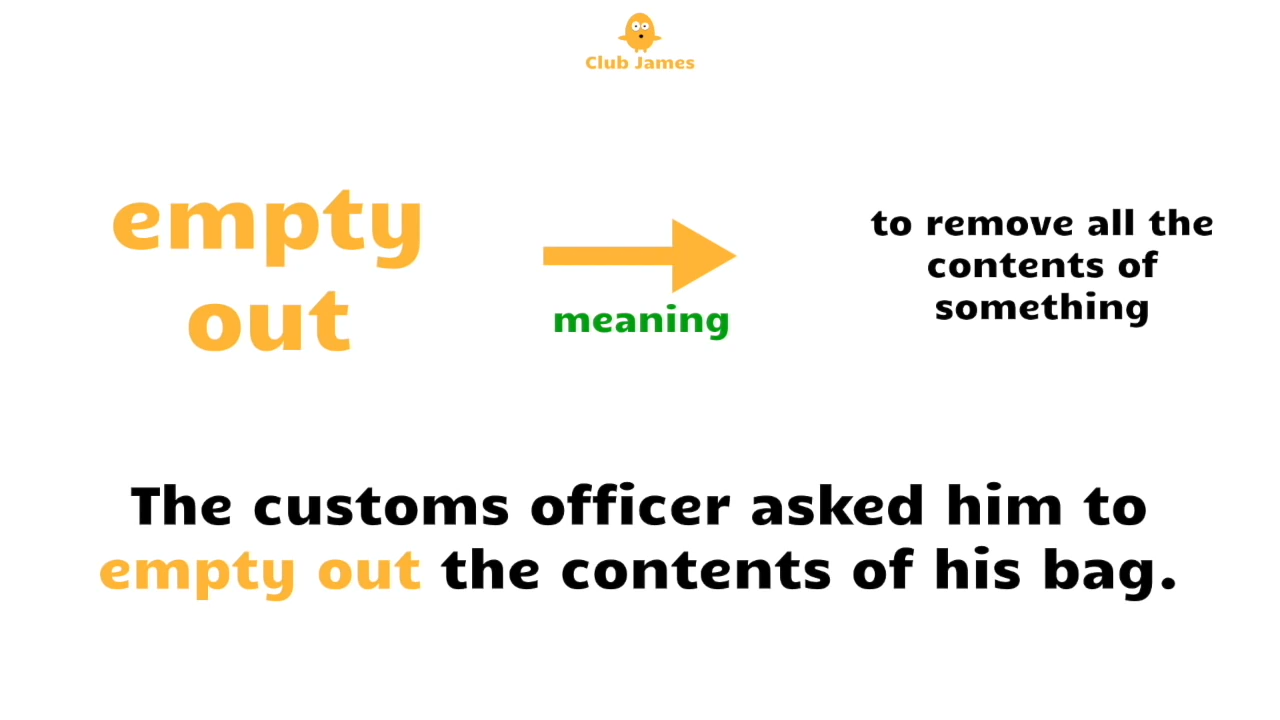 Club James
empty
out
meaning
to remove all the
contents of
something
The customs officer asked him to
empty out the contents of his bag.